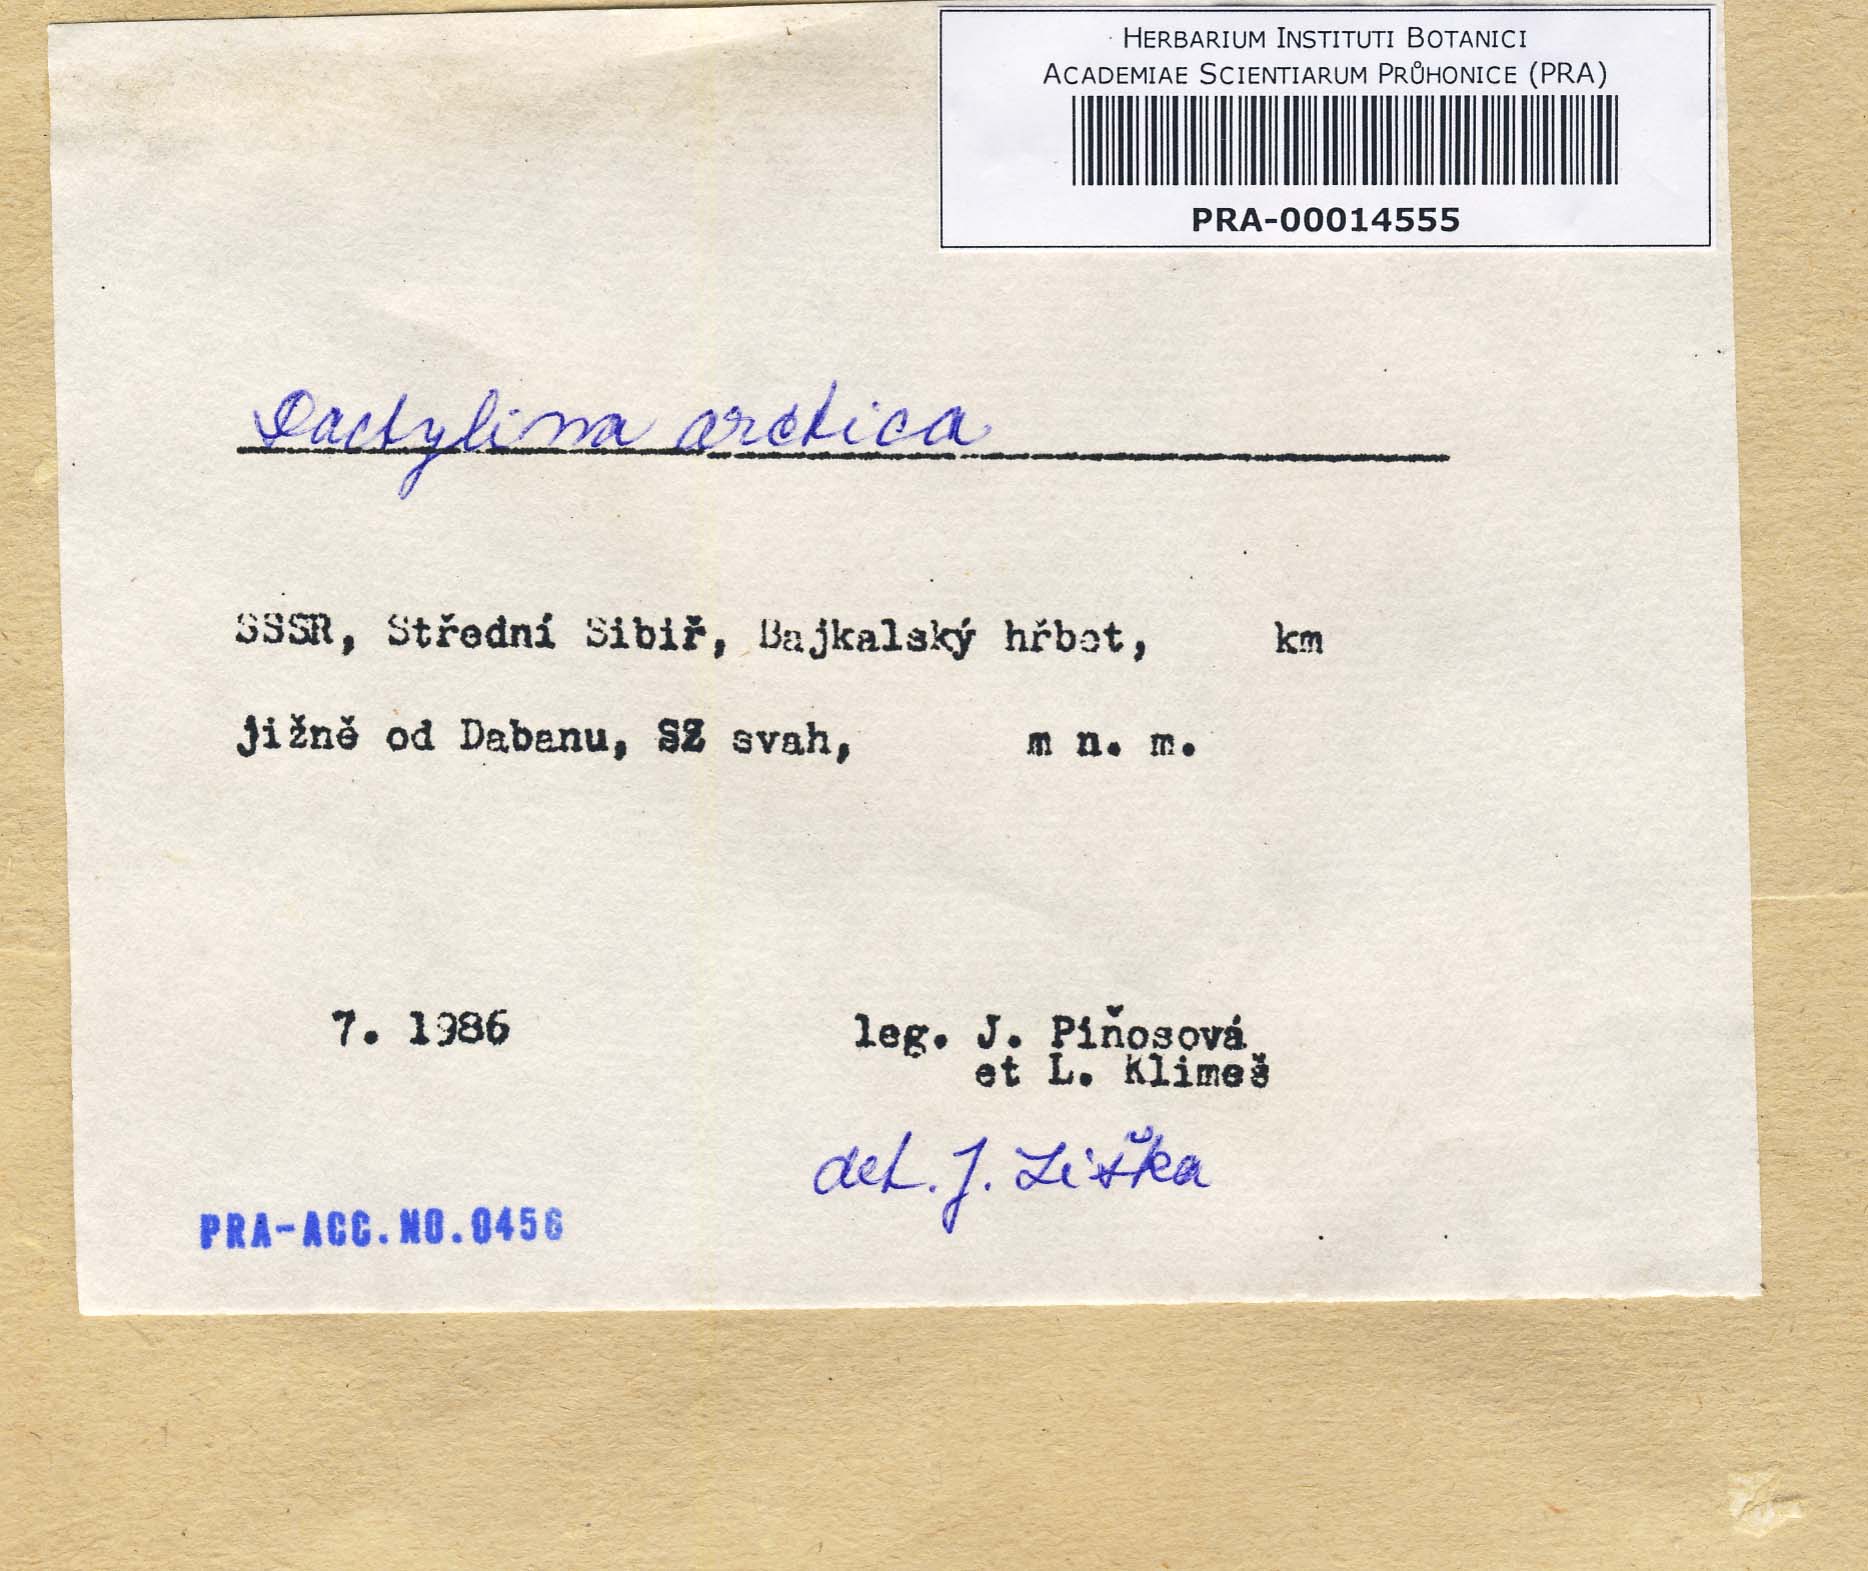 HERBARIUM INSTITUTI BOTANICI
ACADEMIAE SCIENTIARUM PRŮHONICE (PRA)
PRA-00014555
Dactylina arctica
SSSR, Střední Sibiř, Bajkalský hřbet, km
jižně od Dabanu, SZ svah, m n. m.
7. 1986
leg. J. Piňosová
et L. Klimeš
det. J. Liška
PRA-ACC.NO.0456